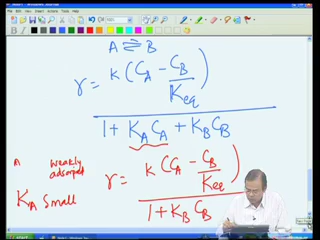 A ⇌ B
r = k (C_A - C_B / K_eq) / (1 + K_A C_A + K_B C_B)
A weakly adsorbed
K_A small
r = k (C_A - C_B / K_eq) / (1 + K_B C_B)